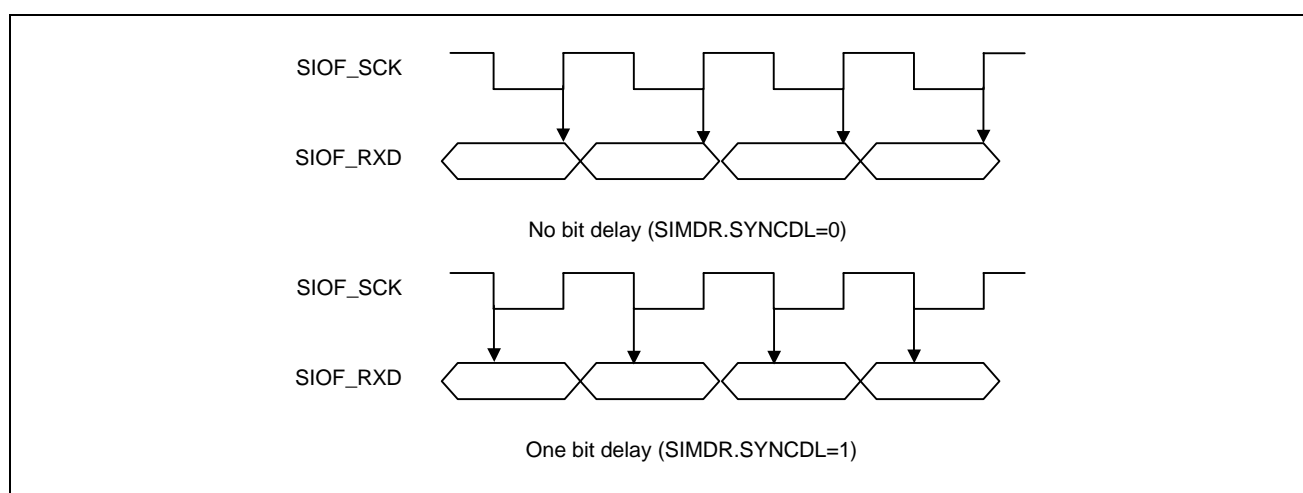 SIOF_SCK
SIOF_RXD
No bit delay (SIMDR.SYNCDL=0)
SIOF_SCK
SIOF_RXD
One bit delay (SIMDR.SYNCDL=1)